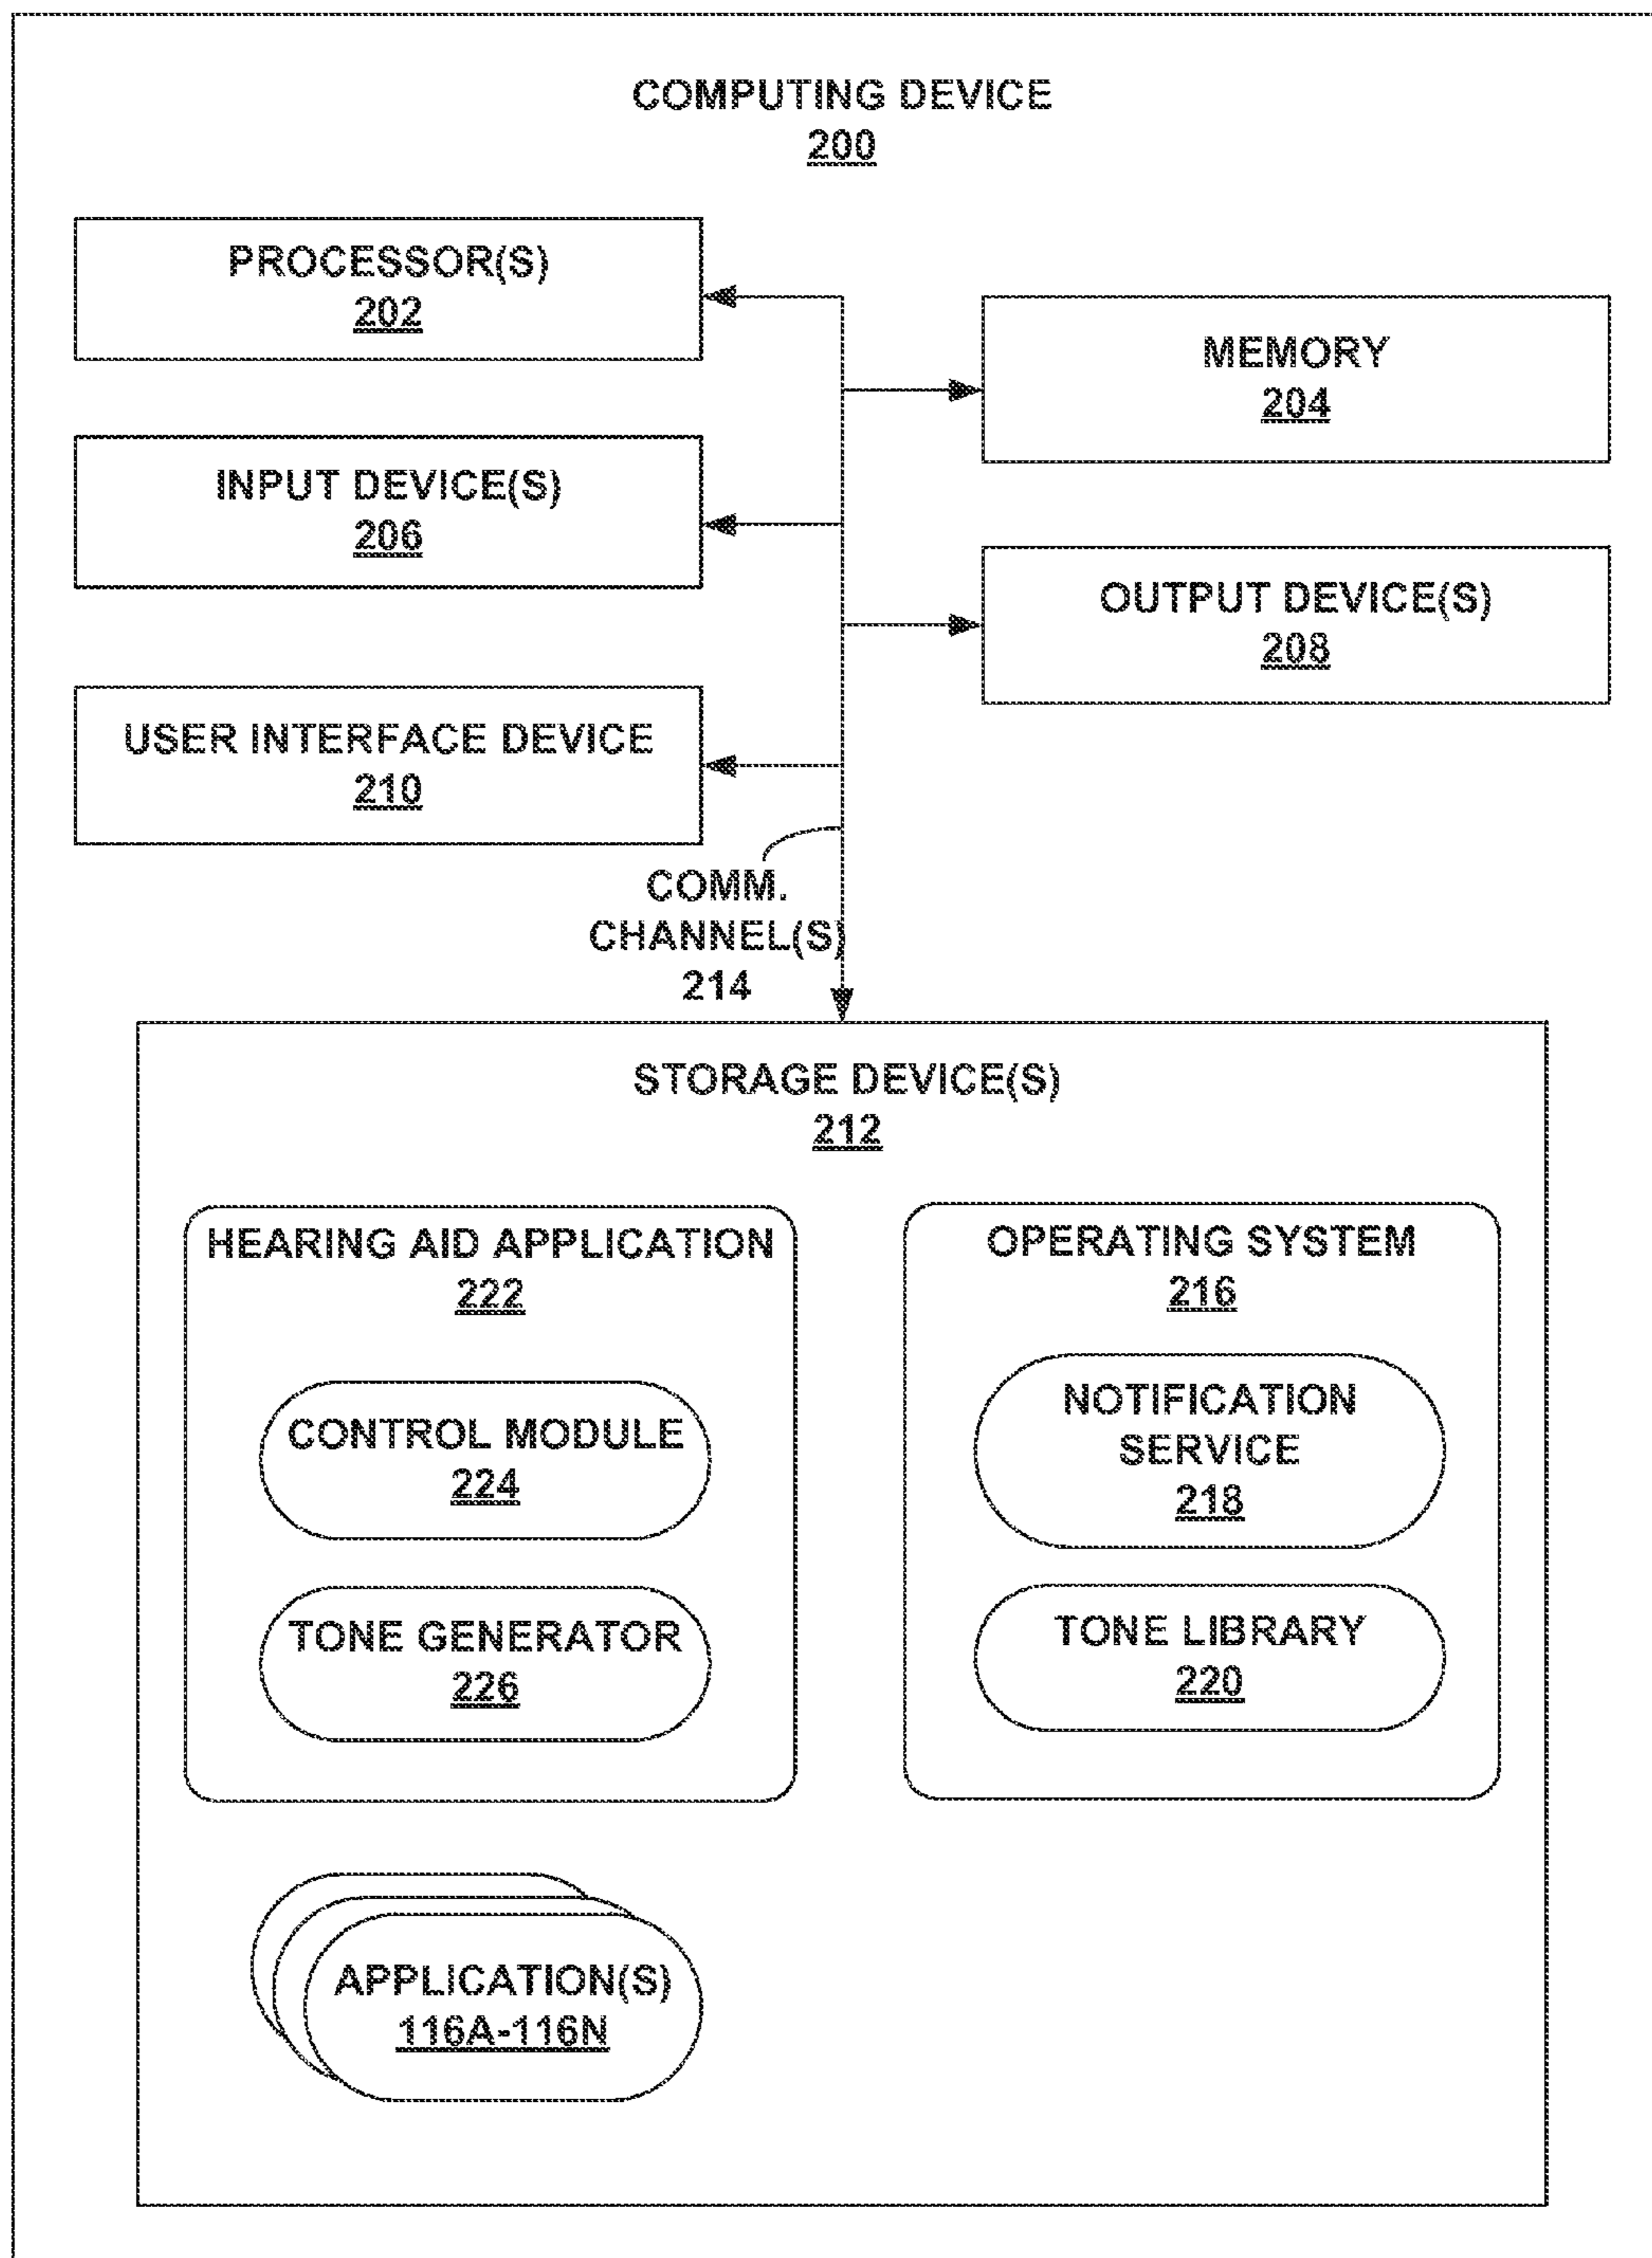 COMPUTING DEVICE
200
PROCESSOR(S)
202
MEMORY
204
INPUT DEVICE(S)
206
OUTPUT DEVICE(S)
208
USER INTERFACE DEVICE
210
COMM.
CHANNEL(S)
214
STORAGE DEVICE(S)
212
HEARING AID APPLICATION
222
CONTROL MODULE
224
TONE GENERATOR
226
OPERATING SYSTEM
216
NOTIFICATION
SERVICE
218
TONE LIBRARY
220
APPLICATION(S)
116A-116N